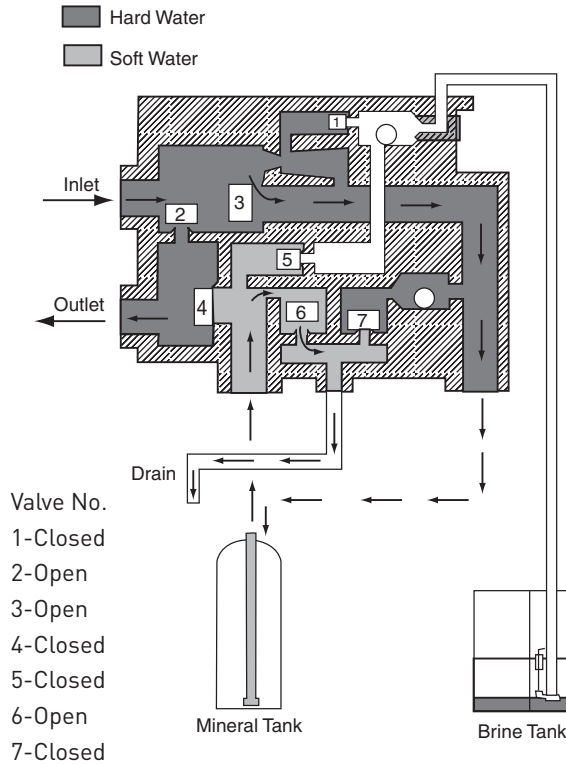 Hard Water
Soft Water
1
Inlet
2
3
5
Outlet
4
6
7
Drain
Valve No.
1-Closed
2-Open
3-Open
4-Closed
5-Closed
6-Open
7-Closed
Mineral Tank
Brine Tank